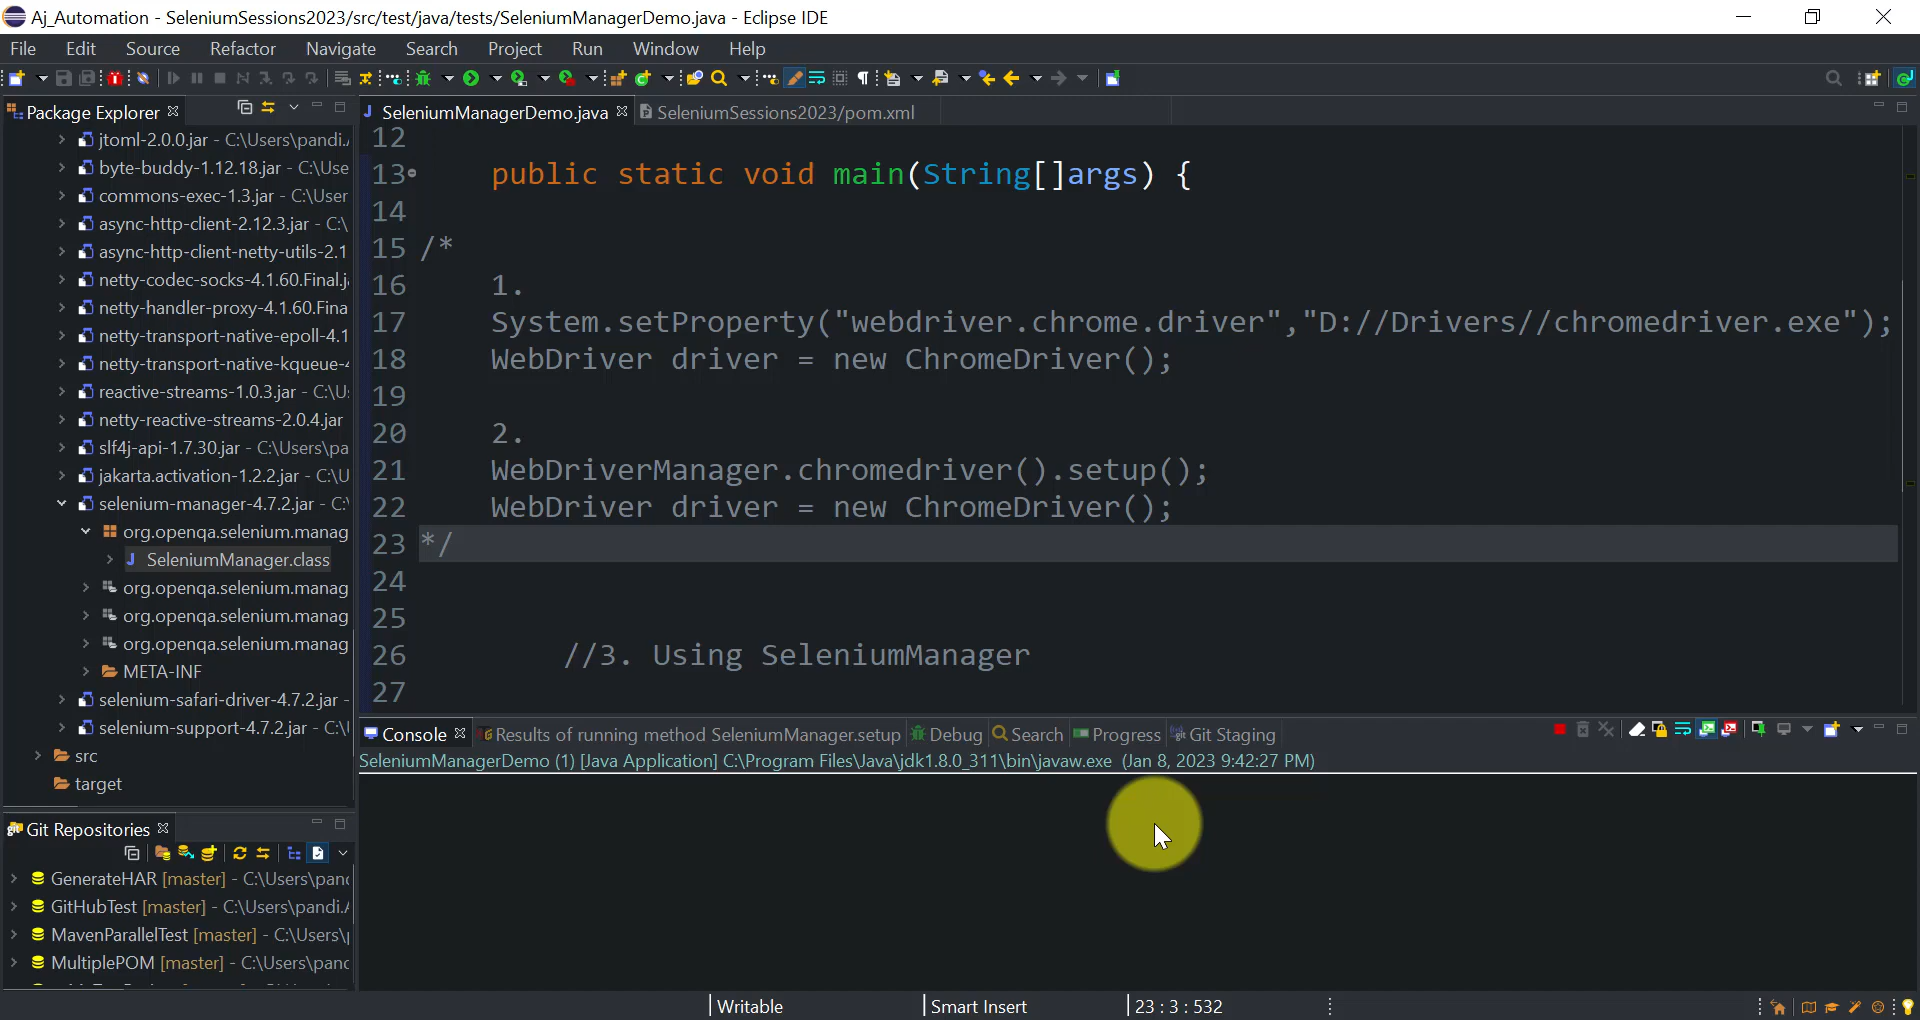 Aj_Automation - SeleniumSessions2023/src/test/java/tests/SeleniumManagerDemo.java - Eclipse IDE
File Edit Source Refactor Navigate Search Project Run Window Help
Package Explorer
jtoml-2.0.0.jar - C:\Users\pandi./
byte-buddy-1.12.18.jar - C:\Use
commons-exec-1.3.jar - C:\User
async-http-client-2.12.3.jar - C:\
async-http-client-netty-utils-2.1
netty-codec-socks-4.1.60.Final.j
netty-handler-proxy-4.1.60.Fina
netty-transport-native-epoll-4.1
netty-transport-native-kqueue-4
reactive-streams-1.0.3.jar - C:\U
netty-reactive-streams-2.0.4.jar
slf4j-api-1.7.30.jar - C:\Users\pa
jakarta.activation-1.2.2.jar - C:\U
selenium-manager-4.7.2.jar - C:\
org.openqa.selenium.manag
SeleniumManager.class
org.openqa.selenium.manag
org.openqa.selenium.manag
org.openqa.selenium.manag
META-INF
selenium-safari-driver-4.7.2.jar -
selenium-support-4.7.2.jar - C:\
src
target
Git Repositories
GenerateHAR [master] - C:\Users\pand
GitHubTest [master] - C:\Users\pandi./
MavenParallelTest [master] - C:\Users\
MultiplePOM [master] - C:\Users\pand
SeleniumManagerDemo.java SeleniumSessions2023/pom.xml
12
13 public static void main(String[]args) {
14
15 /*
16 1.
17 System.setProperty("webdriver.chrome.driver","D://Drivers//chromedriver.exe");
18 WebDriver driver = new ChromeDriver();
19
20 2.
21 WebDriverManager.chromedriver().setup();
22 WebDriver driver = new ChromeDriver();
23 */
24
25
26 //3. Using SeleniumManager
27
Console Results of running method SeleniumManager.setup Debug Search Progress Git Staging
SeleniumManagerDemo (1) [Java Application] C:\Program Files\Java\jdk1.8.0_311\bin\javaw.exe (Jan 8, 2023 9:42:27 PM)
Writable Smart Insert 23 : 3 : 532